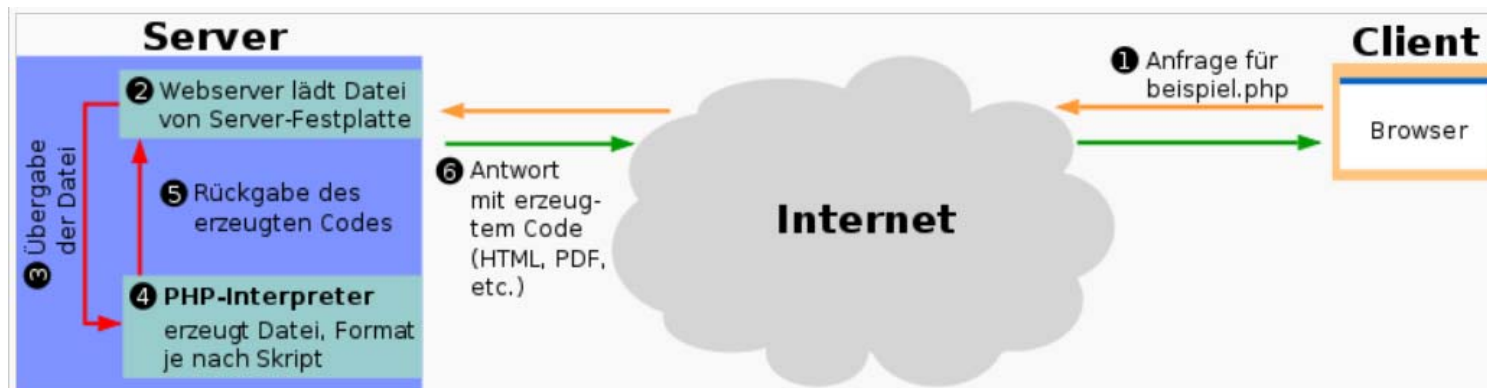 Server
❷ Webserver lädt Datei
von Server-Festplatte
❸ Übergabe
der Datei
❺ Rückgabe des
erzeugten Codes
❹ PHP-Interpreter
erzeugt Datei, Format
je nach Skript
❻ Antwort
mit erzeug-
tem Code
(HTML, PDF,
etc.)
Internet
❶ Anfrage für
beispiel.php
Client
Browser